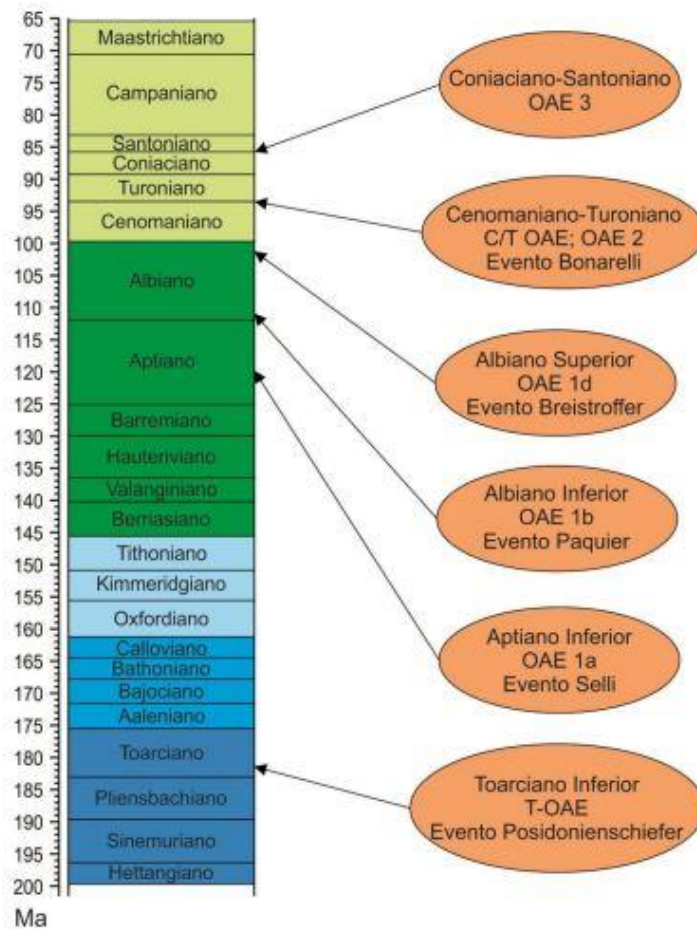 65
70
75
80
85
90
95
100
105
110
115
120
125
130
135
140
145
150
155
160
165
170
175
180
185
190
195
200
Ma
Maastrichtiano
Campaniano
Santoniano
Coniaciano
Turoniano
Cenomaniano
Albiano
Aptiano
Barremiano
Hauteriviano
Valanginiano
Berriasiano
Tithoniano
Kimmeridgiano
Oxfordiano
Calloviano
Bathoniano
Bajociano
Aaleniano
Toarciano
Pliensbachiano
Sinemuriano
Hettangiano
Coniaciano-Santoniano
OAE 3
Cenomaniano-Turoniano
C/T OAE; OAE 2
Evento Bonarelli
Albiano Superior
OAE 1d
Evento Breistroffer
Albiano Inferior
OAE 1b
Evento Paquier
Aptiano Inferior
OAE 1a
Evento Selli
Toarciano Inferior
T-OAE
Evento Posidonienschiefer